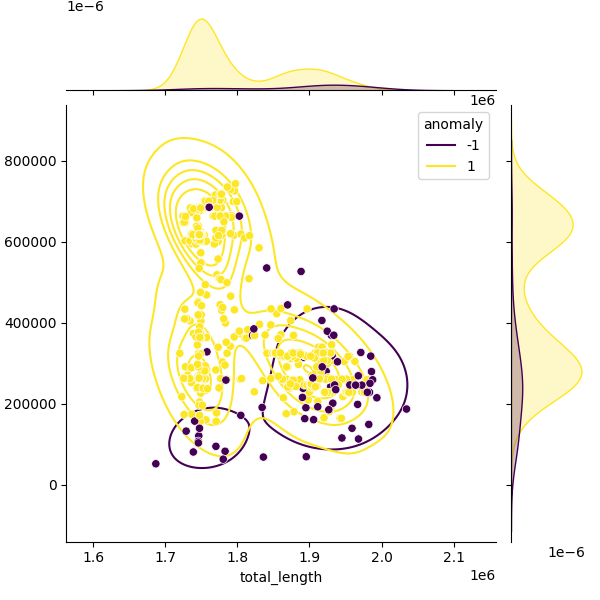 1e−6
1e6
anomaly
-1
1
800000
600000
400000
200000
0
1.6 1.7 1.8 1.9 2.0 2.1
1e−6
total_length
1e6